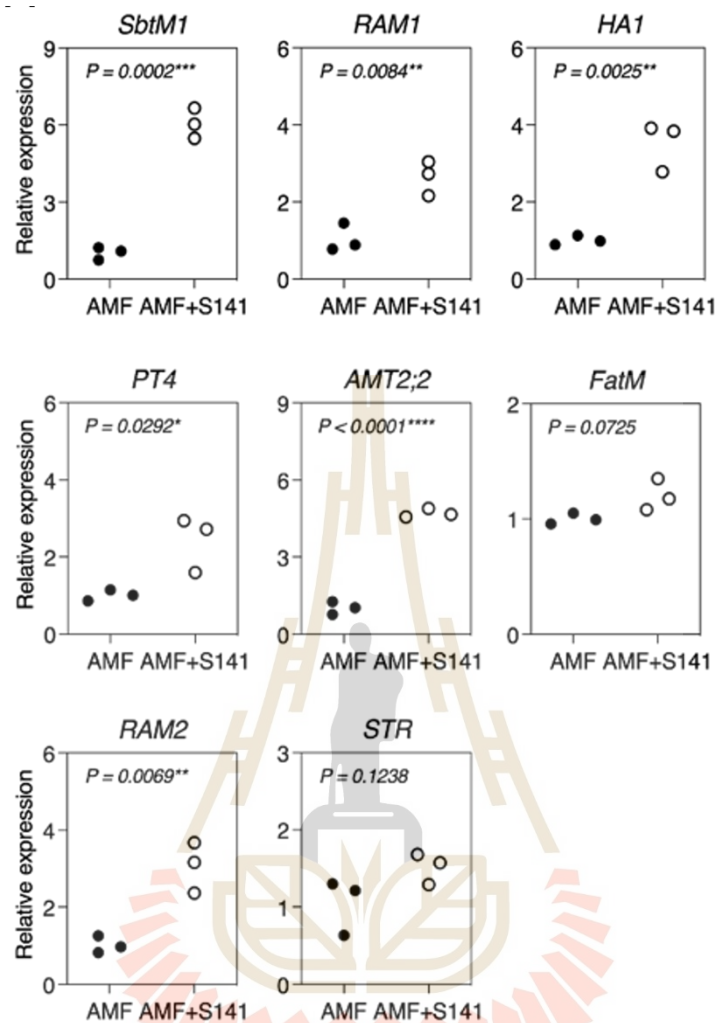 SbtM1 RAM1 HA1
9 6 6
P = 0.0002*** P = 0.0084** P = 0.0025**
Relative expression
6 4 4
3 2 2
0 0 0
AMF AMF+S141 AMF AMF+S141 AMF AMF+S141
PT4 AMT2;2 FatM
6 9 2
P = 0.0292* P < 0.0001**** P = 0.0725
Relative expression
4 6
1
2 3
0 0 0
AMF AMF+S141 AMF AMF+S141 AMF AMF+S141
RAM2 STR
6 3
P = 0.0069** P = 0.1238
Relative expression
4 2
2 1
0 0
AMF AMF+S141 AMF AMF+S141